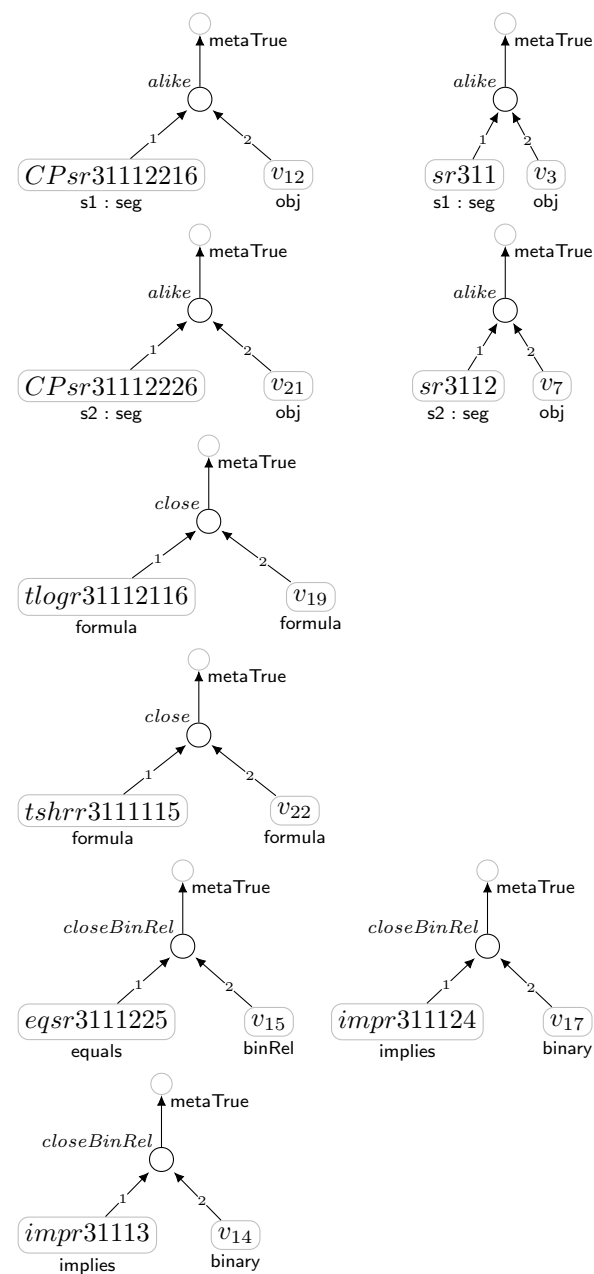 metaTrue metaTrue
alike alike
1 2 1 2
CPsr31112216 v12 sr311 v3
s1 : seg obj s1 : seg obj
metaTrue metaTrue
alike alike
1 2 1 2
CPsr31112226 v21 sr3112 v7
s2 : seg obj s2 : seg obj
metaTrue
close
1 2
tlogr31112116 v19
formula formula
metaTrue
close
1 2
tshrr3111115 v22
formula formula
metaTrue metaTrue
closeBinRel closeBinRel
1 2 1 2
eqsr3111225 v15 impr311124 v17
equals binRel implies binary
metaTrue
closeBinRel
1 2
impr31113 v14
implies binary